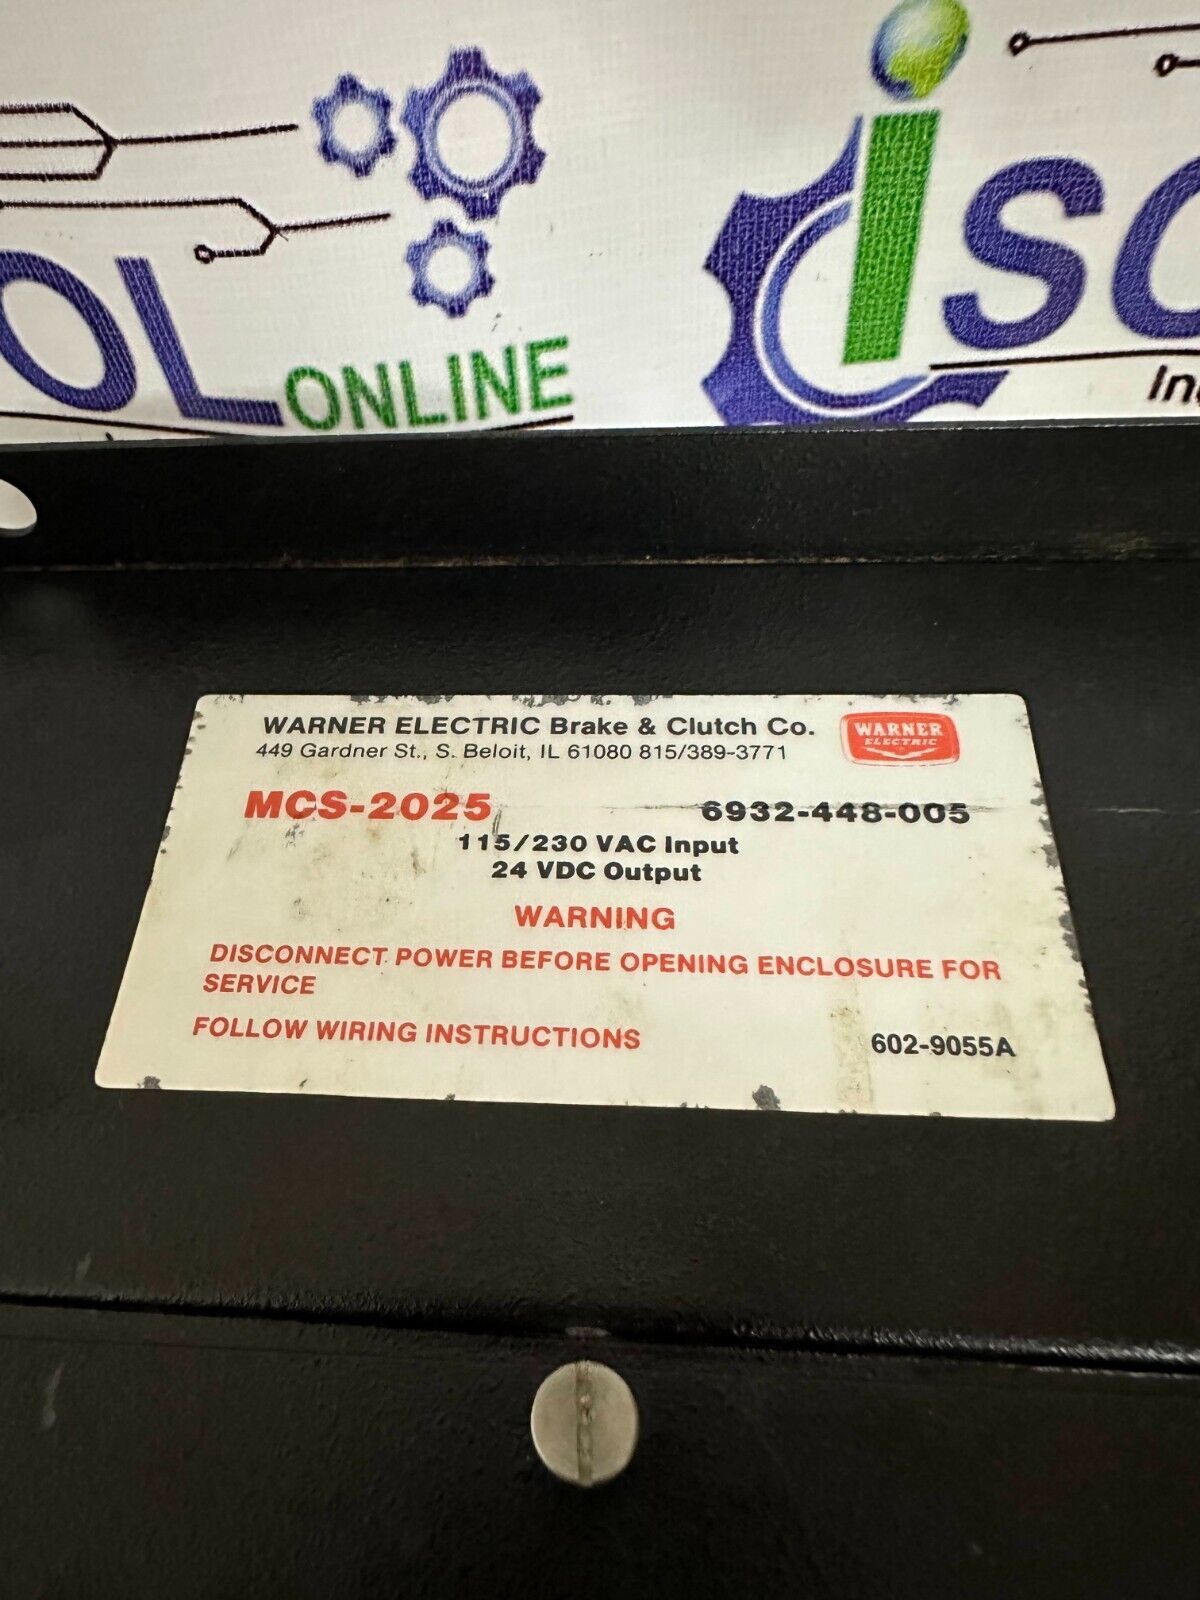 OL ONLINE
iso
In
WARNER ELECTRIC Brake & Clutch Co.
449 Gardner St., S. Beloit, IL 61080 815/389-3771
WARNER
ELECTRIC
MCS-2025 6932-448-005
115/230 VAC Input
24 VDC Output
WARNING
DISCONNECT POWER BEFORE OPENING ENCLOSURE FOR
SERVICE
FOLLOW WIRING INSTRUCTIONS 602-9055A